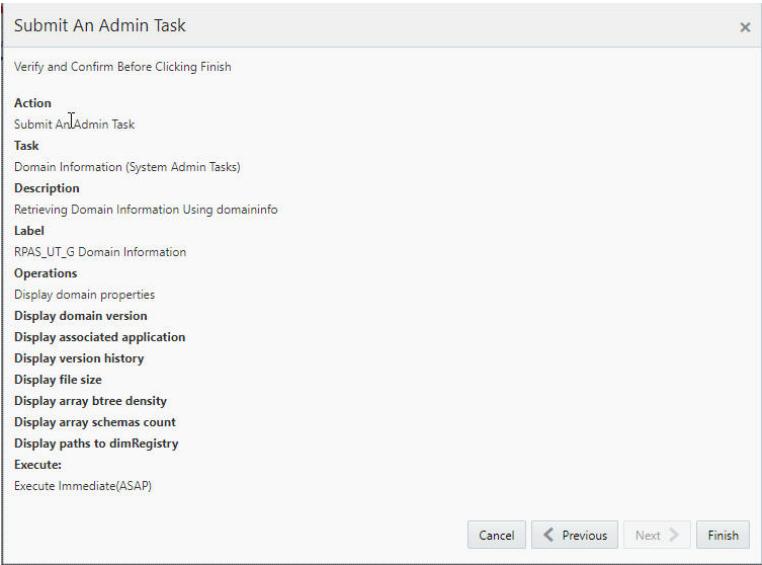 Submit An Admin Task
Verify and Confirm Before Clicking Finish
Action
Submit An Admin Task
Task
Domain Information (System Admin Tasks)
Description
Retrieving Domain Information Using domaininfo
Label
RPAS_UT_G Domain Information
Operations
Display domain properties
Display domain version
Display associated application
Display version history
Display file size
Display array btree density
Display array schemas count
Display paths to dimRegistry
Execute:
Execute Immediate(ASAP)
Cancel Previous Next Finish